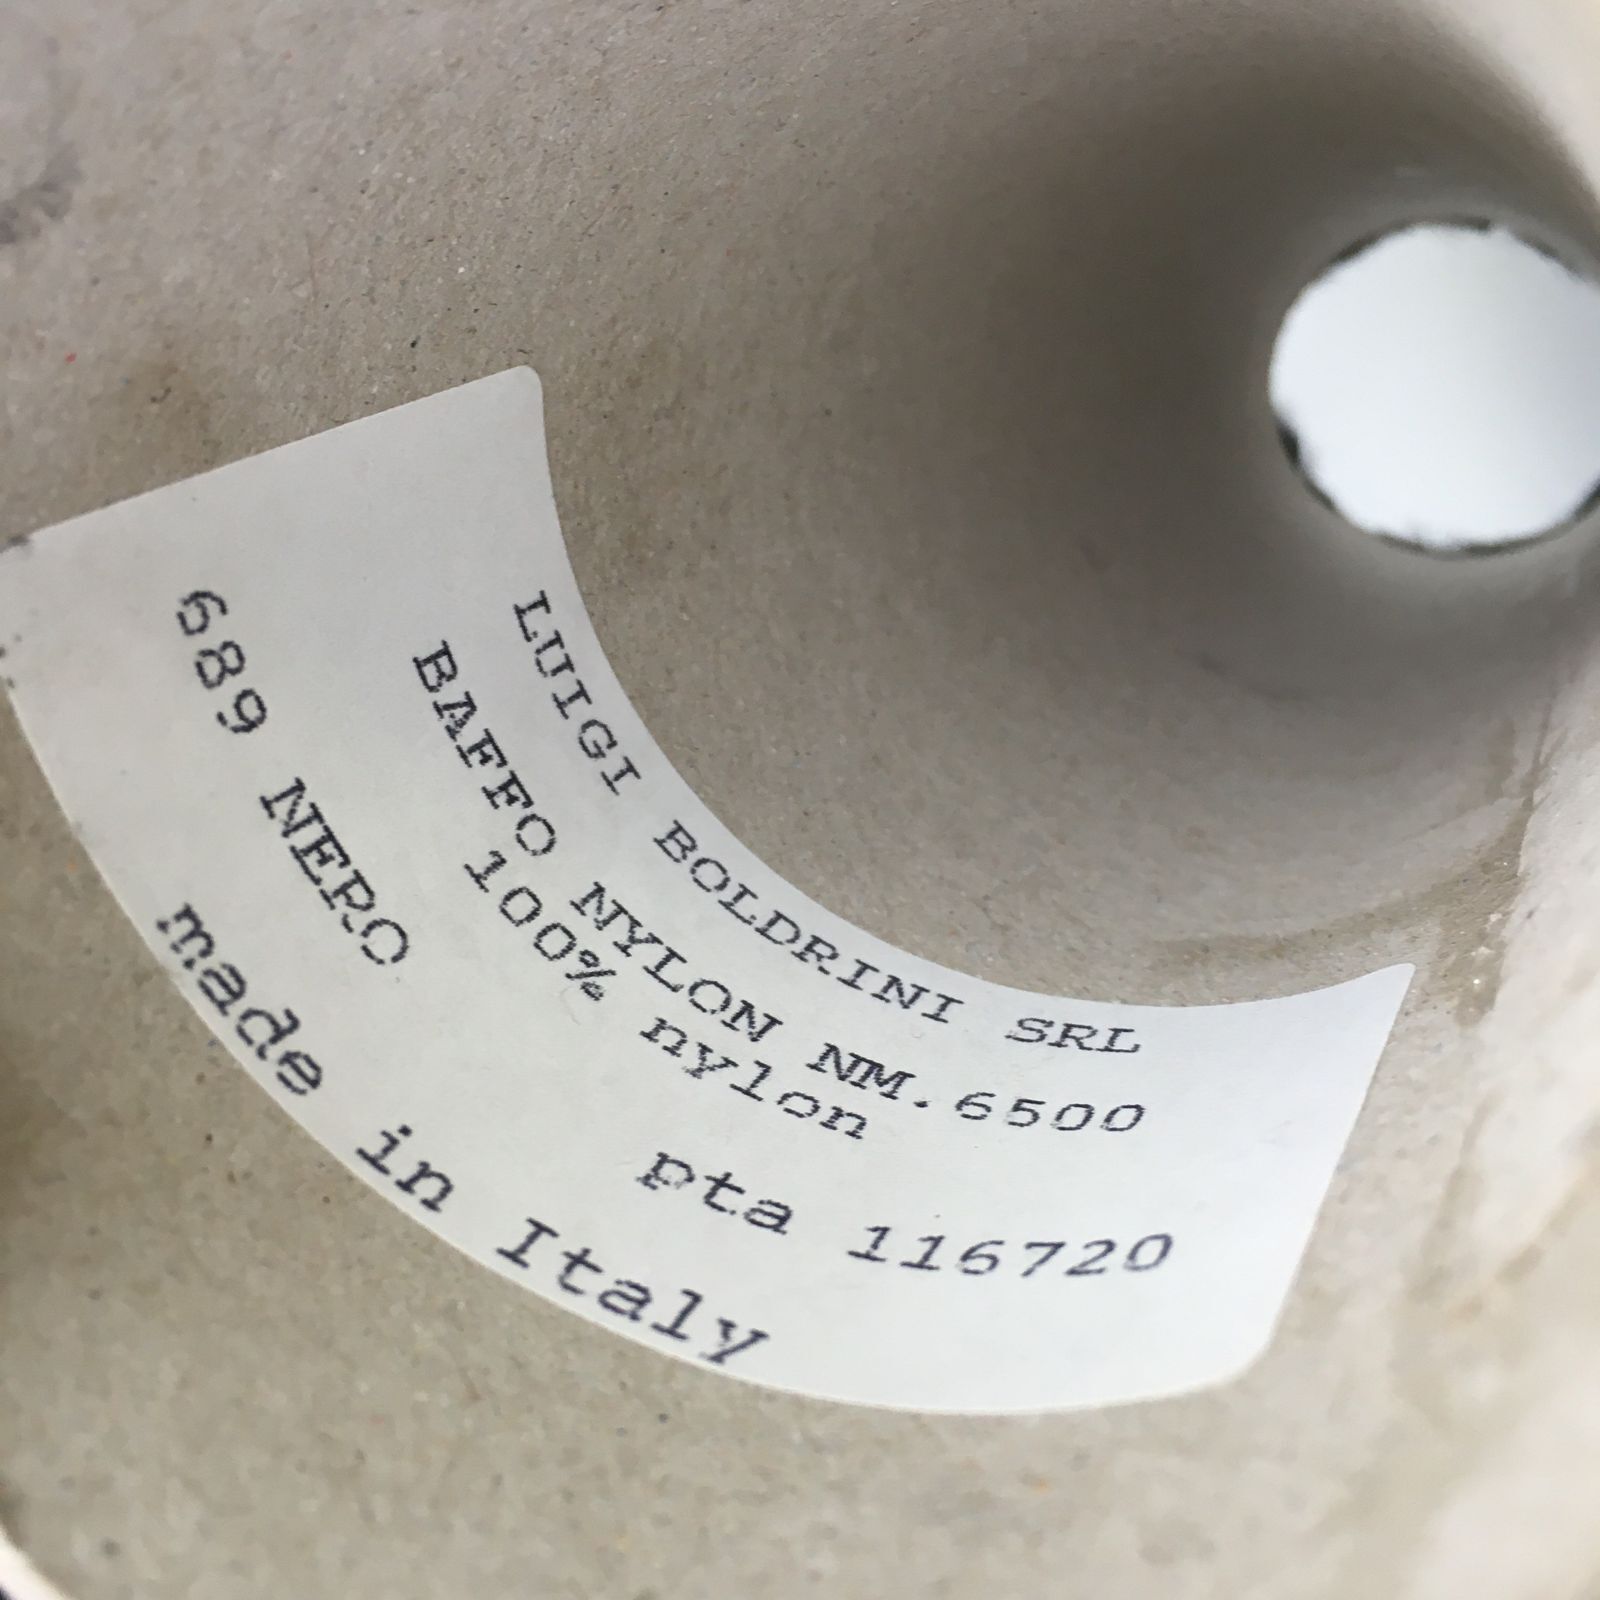 LUIGI BOLDRINI SRL
BAFFO NYLON NM.6500
100% nylon
689 NERO pta 116720
made in Italy